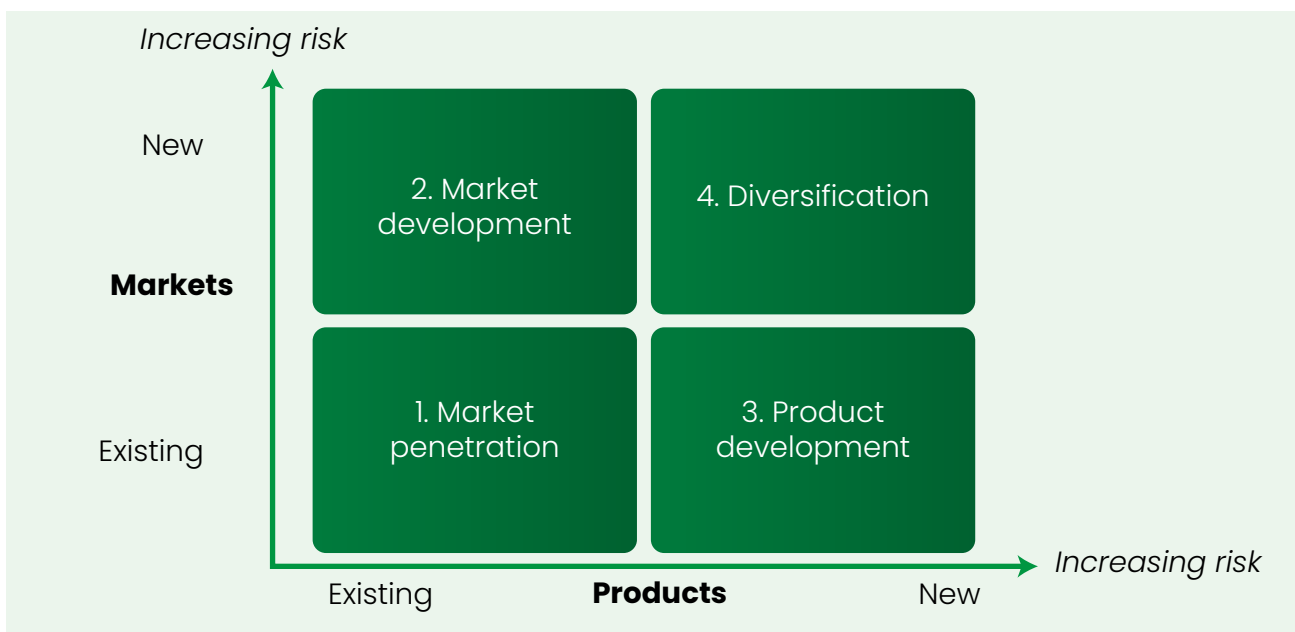 Increasing risk
New
2. Market
development
4. Diversification
Markets
1. Market
penetration
3. Product
development
Existing
Increasing risk
Existing
Products
New